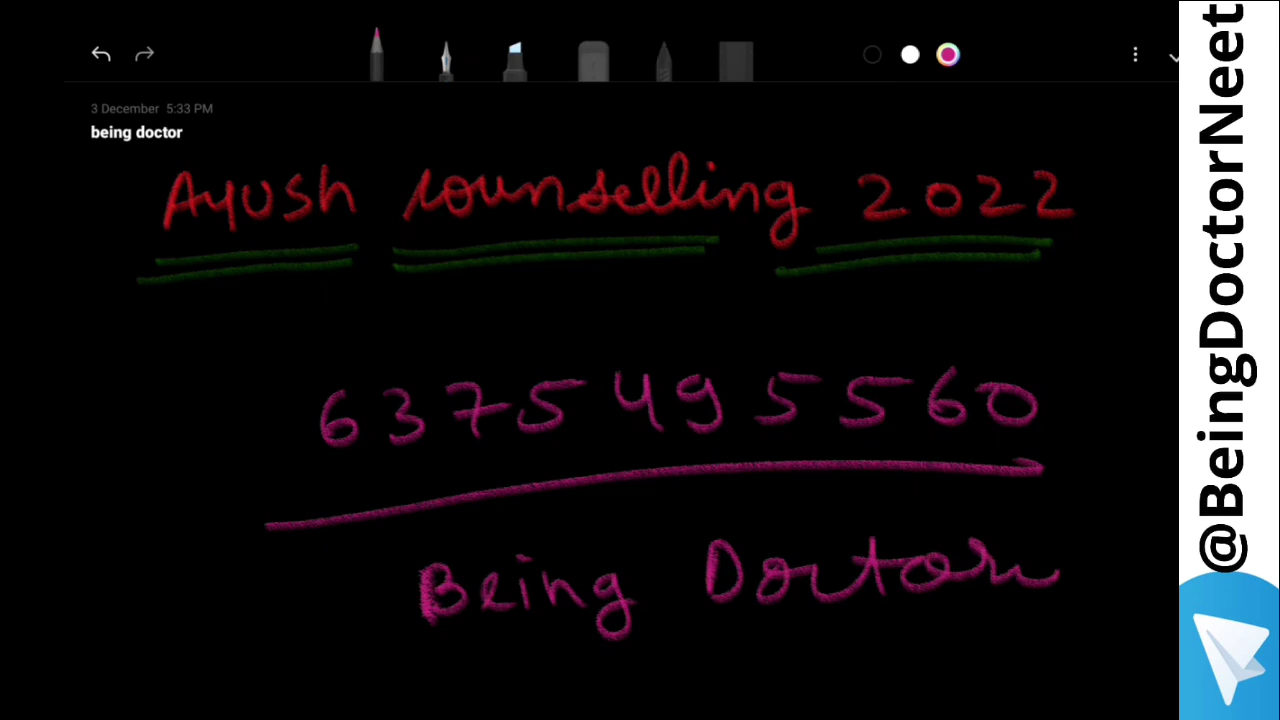 3 December 5:33 PM
being doctor
Ayush counselling 2022
6375495560
Being Doctor
@BeingDoctorNeet